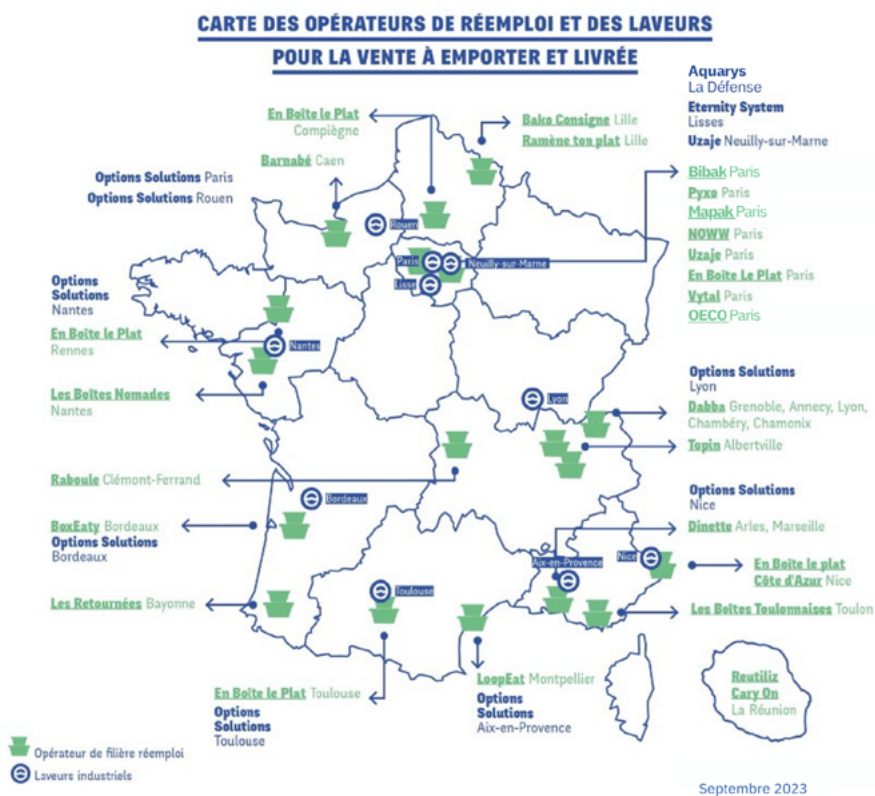 CARTE DES OPÉRATEURS DE RÉEMPLOI ET DES LAVEURS
POUR LA VENTE À EMPORTER ET LIVRÉE
Aquarys
La Défense
Eternity System
Lisses
Uzaje Neuilly-sur-Marne
En Boîte le Plat
Compiègne
Bako Consigne Lille
Ramène ton plat Lille
Barnabé Caen
Options Solutions Paris
Options Solutions Rouen
Bibak Paris
Pyxo Paris
Mapak Paris
NOWW Paris
Uzaje Paris
En Boîte Le Plat Paris
Vytal Paris
OECO Paris
Rouen
Paris
Neuilly-sur-Marne
Lisse
Options
Solutions
Nantes
En Boîte le Plat
Rennes
Nantes
Les Boîtes Nomades
Nantes
Options Solutions
Lyon
Lyon
Dabba Grenoble, Annecy, Lyon,
Chambéry, Chamonix
Topin Albertville
Raboule Clémont-Ferrand
Bordeaux
BoxEaty Bordeaux
Options Solutions
Bordeaux
Options Solutions
Nice
Dinette Arles, Marseille
Aix-en-Provence
Nice
En Boîte le plat
Côte d'Azur Nice
Toulouse
Les Retournées Bayonne
Les Boîtes Toulonnaises Toulon
En Boîte le Plat Toulouse
Options
Solutions
Toulouse
LoopEat Montpellier
Options
Solutions
Aix-en-Provence
Reutiliz
Cary On
La Réunion
Opérateur de filière réemploi
Laveurs industriels
Septembre 2023